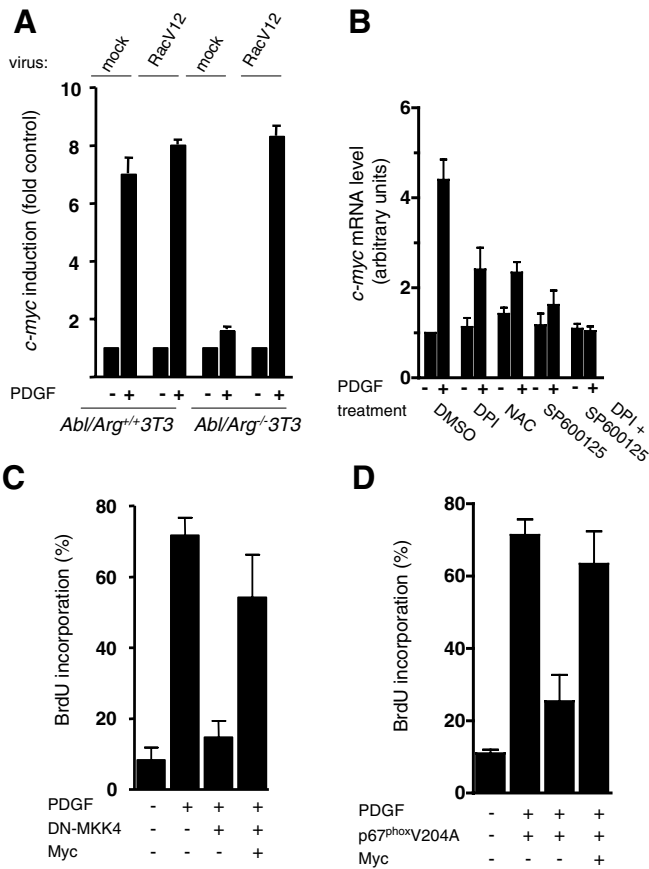 A
virus:
mock
RacV12
mock
RacV12
c-myc induction (fold control)
10
8
6
4
2
PDGF - + - + - + - +
Abl/Arg+/+3T3 Abl/Arg-/-3T3
B
c-myc mRNA level
(arbitrary units)
6
4
2
0
PDGF - + - + - + - + - +
treatment
DMSO
DPI
NAC
SP600125
DPI +
SP600125
C
BrdU incorporation (%)
80
60
40
20
0
PDGF - + + +
DN-MKK4 - - + +
Myc - - - +
D
BrdU incorporation (%)
80
60
40
20
0
PDGF - + + +
p67phoxV204A - + + +
Myc - - - +